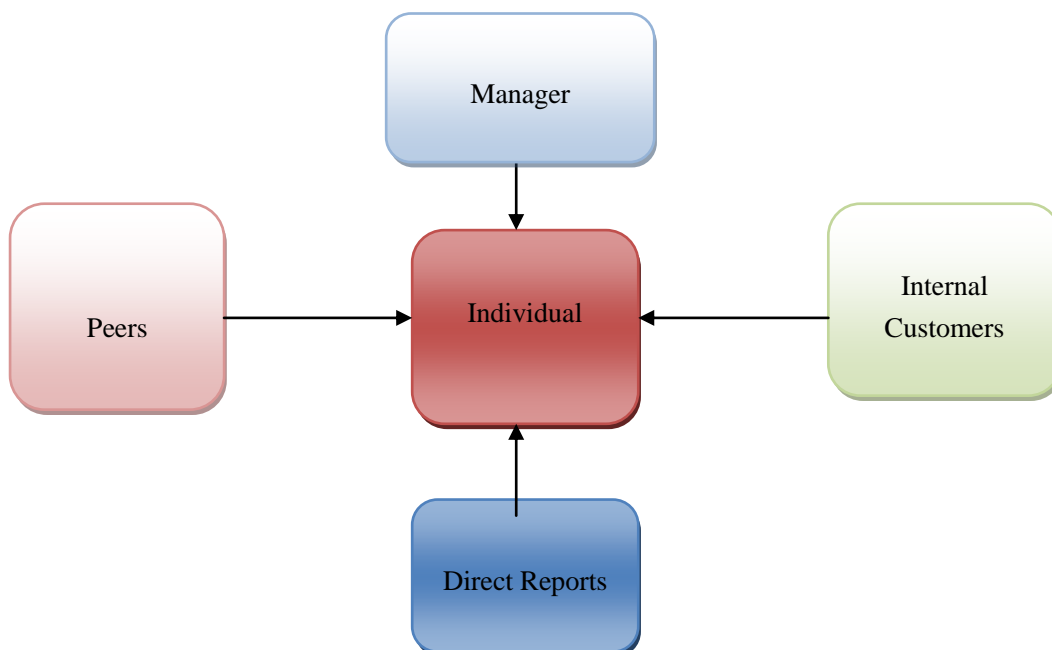 Manager
Peers
Individual
Internal
Customers
Direct Reports